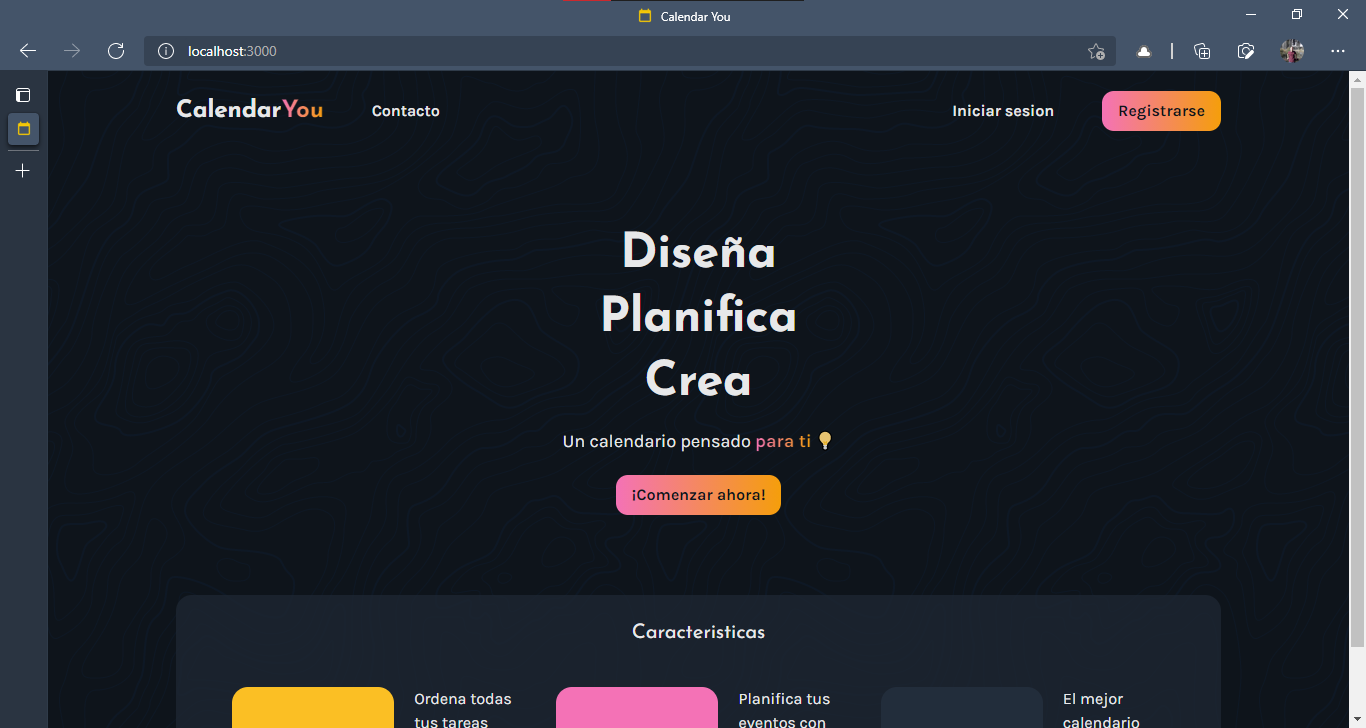 Calendar You
localhost:3000
CalendarYou
Contacto
Iniciar sesion
Registrarse
Diseña
Planifica
Crea
Un calendario pensado para ti
¡Comenzar ahora!
Caracteristicas
Ordena todas
tus tareas
Planifica tus
eventos con
El mejor
calendario